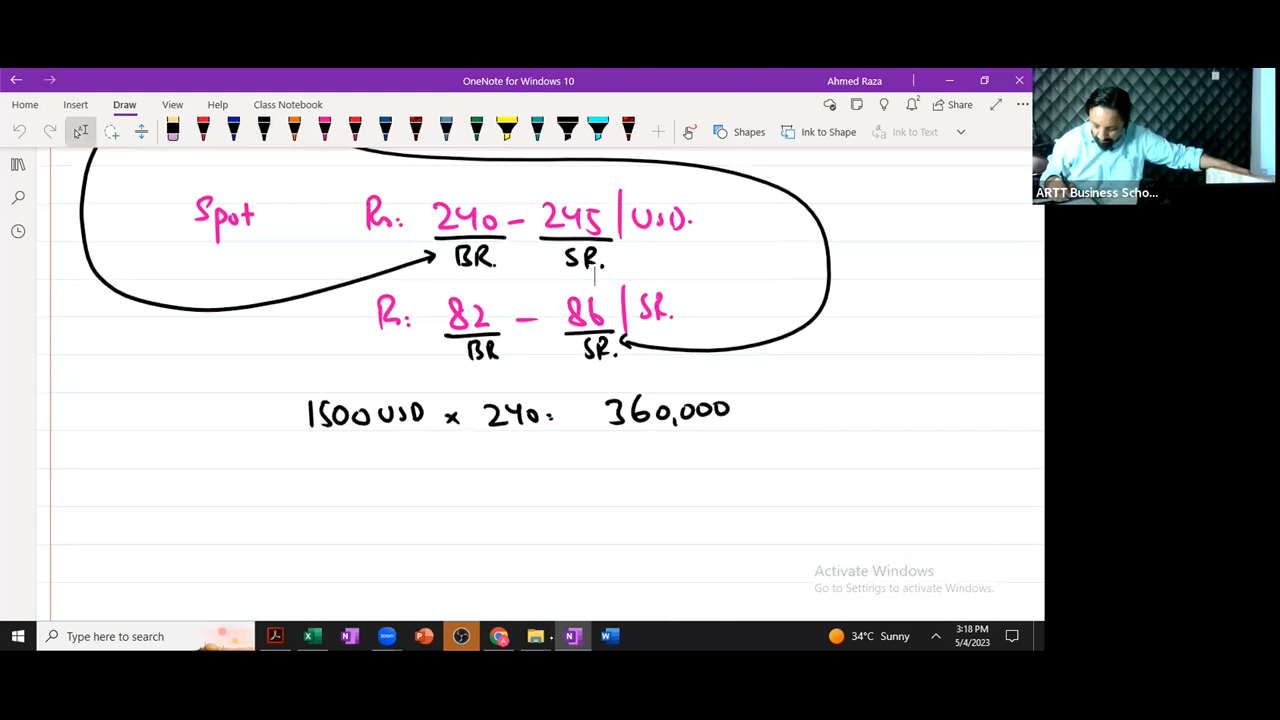 OneNote for Windows 10
Ahmed Raza
Home Insert Draw View Help Class Notebook
Share
Shapes Ink to Shape Ink to Text
ARTT Business Scho...
Spot Rs: 240 - 245 | USD.
BR. SR.
Rs: 82 - 86 | SR.
BR SR.
1500 USD × 240 = 360,000
Activate Windows
Go to Settings to activate Windows.
Type here to search
zoom
34°C Sunny
3:18 PM
5/4/2023